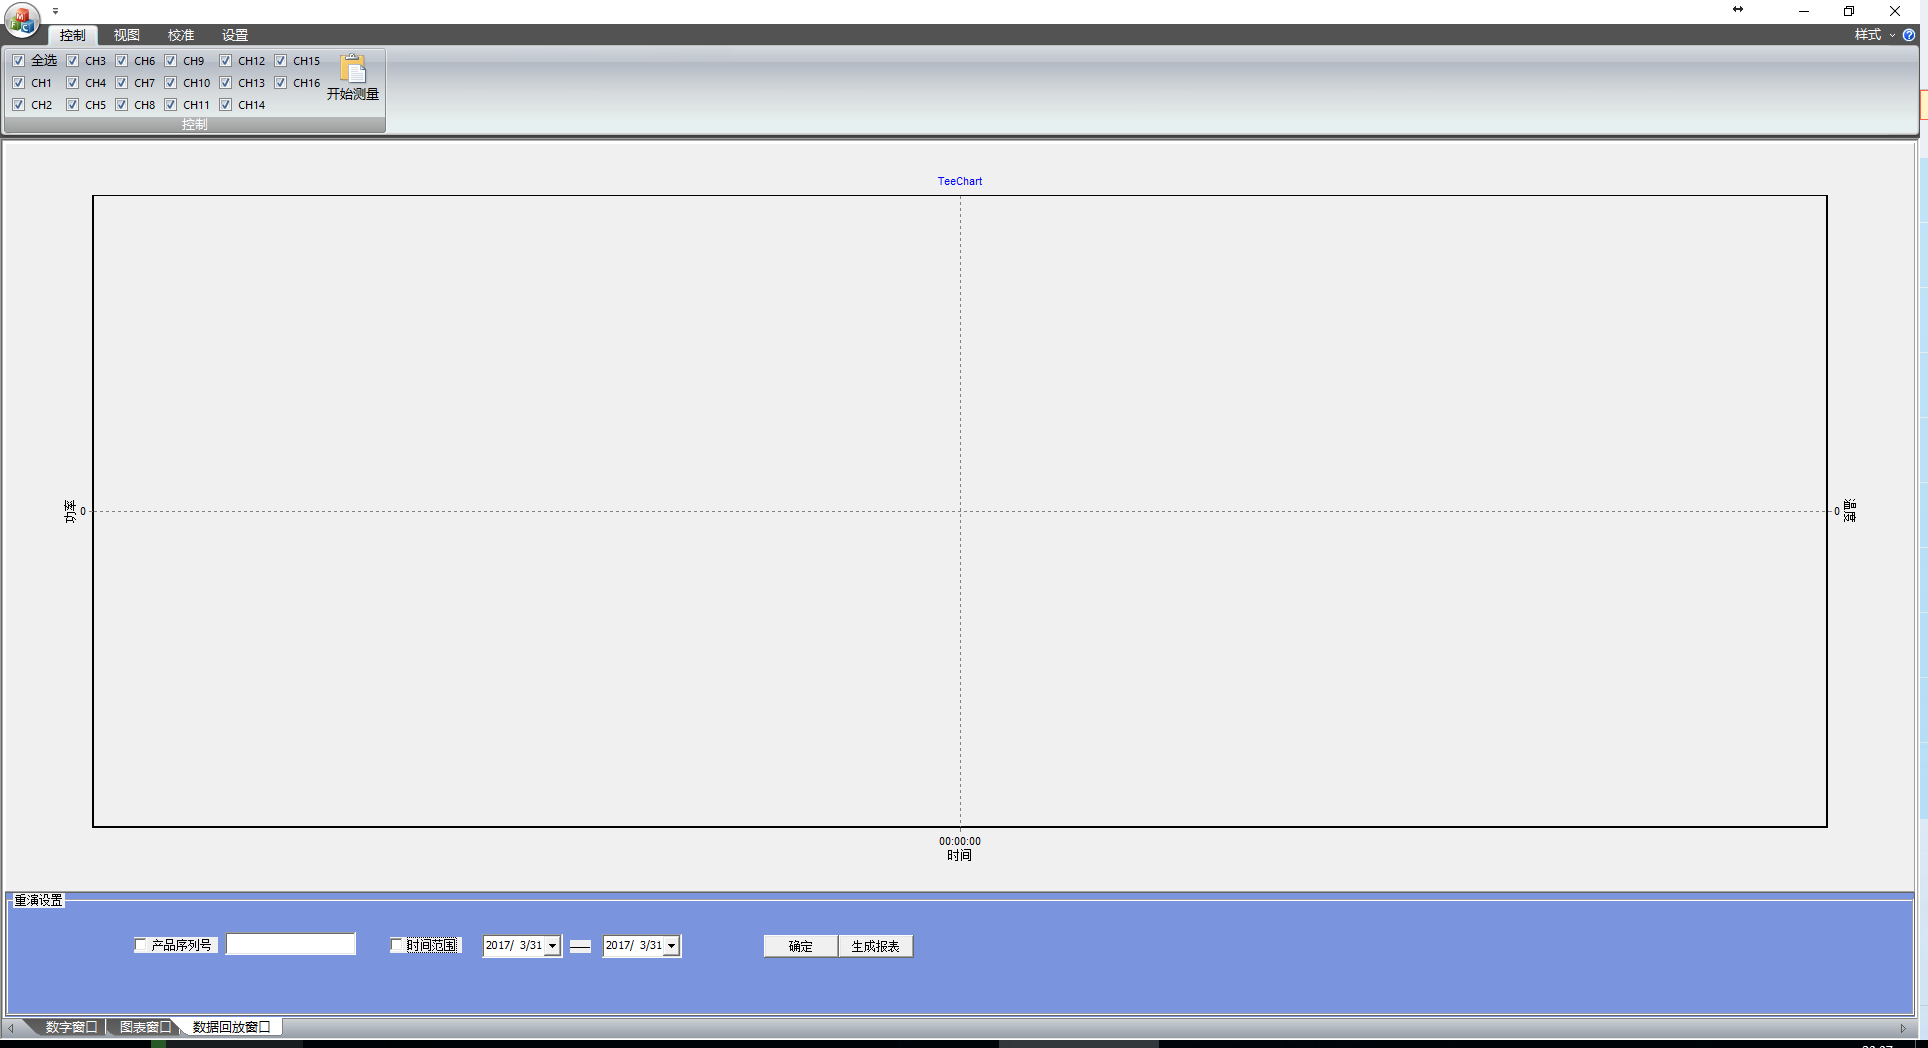 控制 视图 校准 设置 样式
全选 CH3 CH6 CH9 CH12 CH15
CH1 CH4 CH7 CH10 CH13 CH16
CH2 CH5 CH8 CH11 CH14
开始测量
控制
TeeChart
功率 0
0 温度
00:00:00
时间
重演设置
产品序列号 时间范围 2017/ 3/31 — 2017/ 3/31 确定 生成报表
数字窗口 图表窗口 数据回放窗口